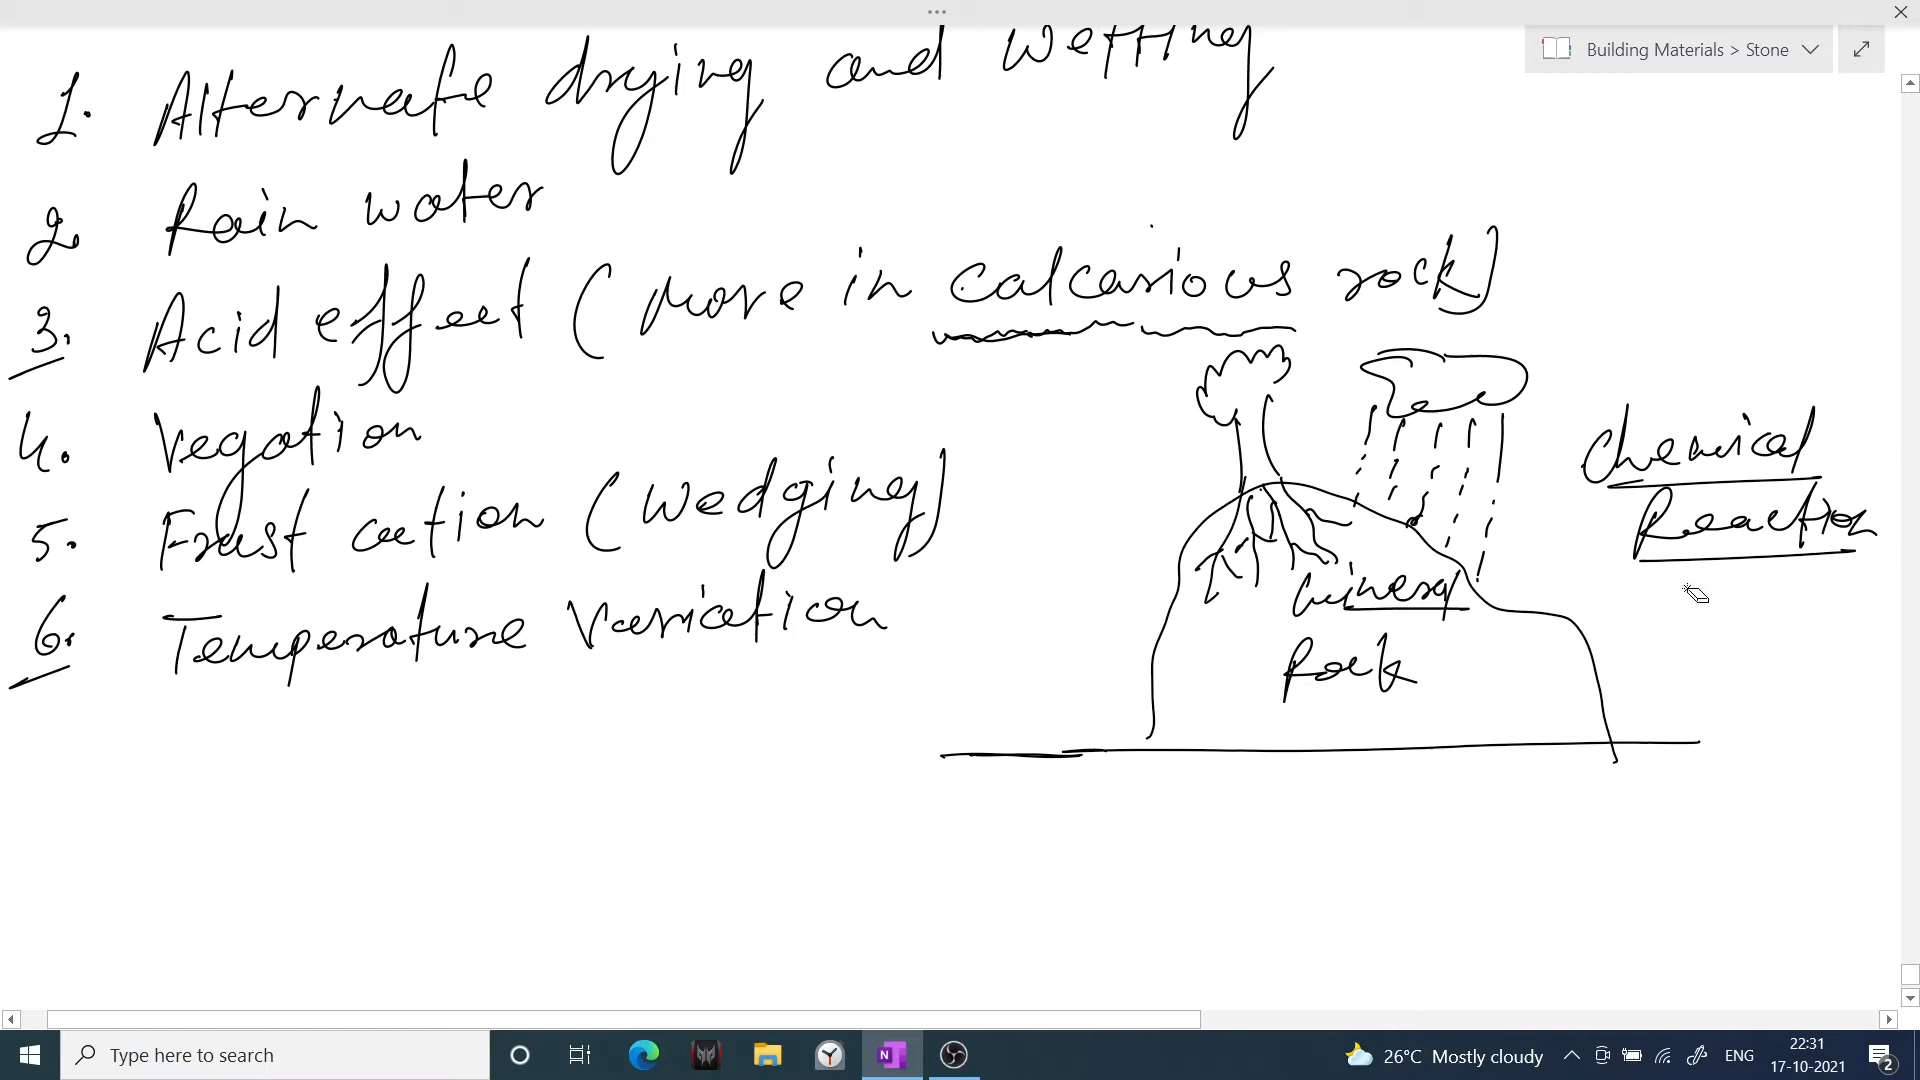 Building Materials > Stone
1. Alternate drying and wetting
2. Rain water
3. Acid effect (more in calcarious rock)
4. Vegation
5. Frast action (wedging)
6. Temperature Variation
Chemical
Reaction
Rock
Type here to search
26°C Mostly cloudy
ENG
22:31
17-10-2021
2